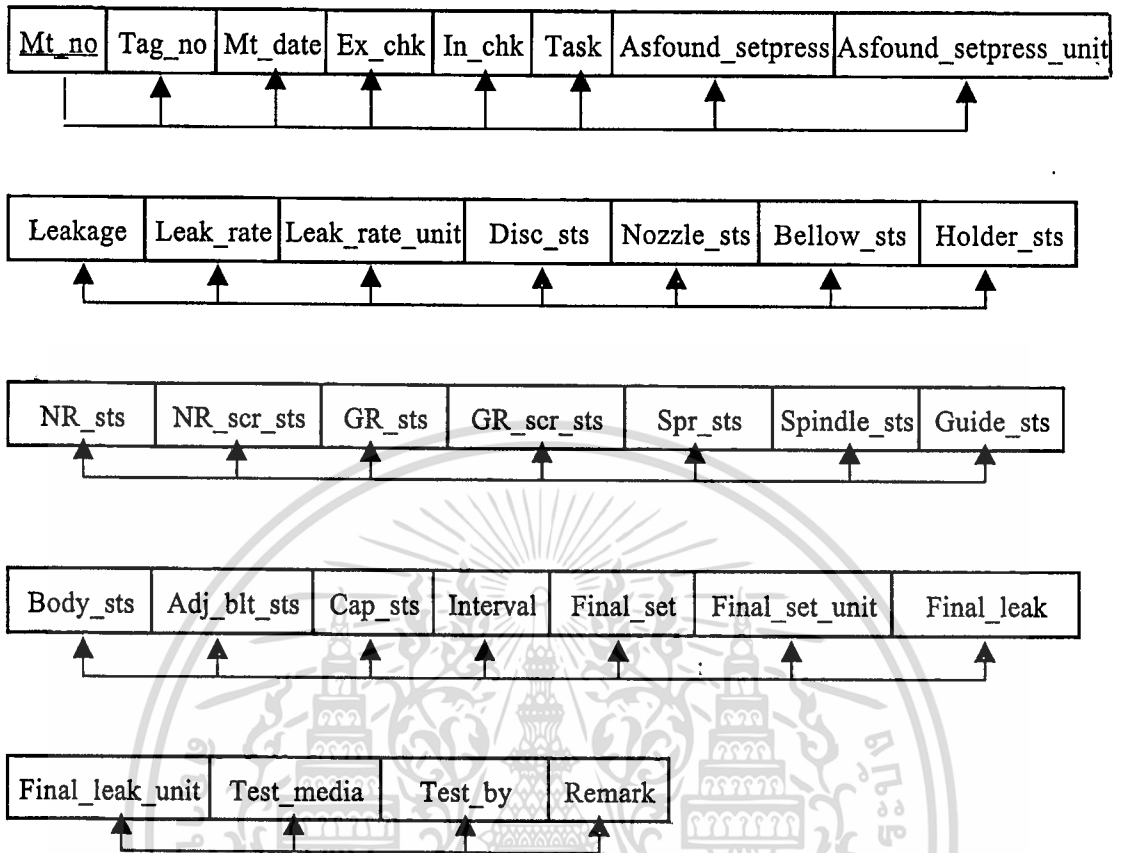 Mt_no Tag_no Mt_date Ex_chk In_chk Task Asfound_setpress Asfound_setpress_unit
Leakage Leak_rate Leak_rate_unit Disc_sts Nozzle_sts Bellow_sts Holder_sts
NR_sts NR_scr_sts GR_sts GR_scr_sts Spr_sts Spindle_sts Guide_sts
Body_sts Adj_blt_sts Cap_sts Interval Final_set Final_set_unit Final_leak
Final_leak_unit Test_media Test_by Remark